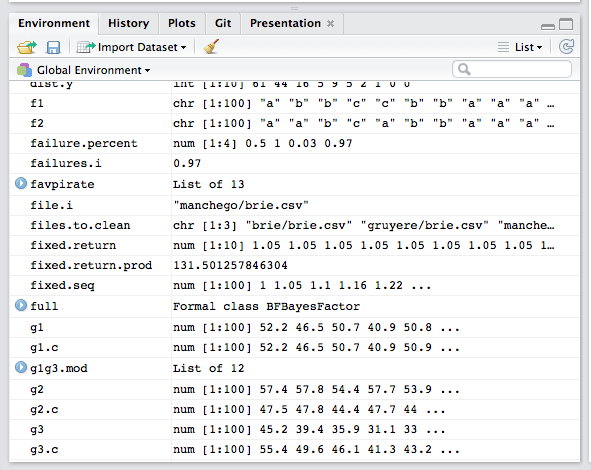 Environment History Plots Git Presentation
Import Dataset List
Global Environment
dist.y int [1:10] 61 44 16 5 9 5 2 1 0 0
f1 chr [1:100] "a" "b" "b" "c" "c" "b" "b" "a" "a" "a" …
f2 chr [1:100] "a" "a" "b" "c" "a" "b" "b" "a" "a" "a" …
failure.percent num [1:4] 0.5 1 0.03 0.97
failures.i 0.97
favpirate List of 13
file.i "manchego/brie.csv"
files.to.clean chr [1:3] "brie/brie.csv" "gruyere/brie.csv" "manche…
fixed.return num [1:10] 1.05 1.05 1.05 1.05 1.05 1.05 1.05 1.05 1…
fixed.return.prod 131.501257846304
fixed.seq num [1:100] 1 1.05 1.1 1.16 1.22 ...
full Formal class BFBayesFactor
g1 num [1:100] 52.2 46.5 50.7 40.9 50.8 ...
g1.c num [1:100] 52.2 46.5 50.7 40.9 50.9 ...
g1g3.mod List of 12
g2 num [1:100] 57.4 57.8 54.4 57.7 53.9 ...
g2.c num [1:100] 47.5 47.8 44.4 47.7 44 ...
g3 num [1:100] 45.2 39.4 35.9 31.1 33 ...
g3.c num [1:100] 55.4 49.6 46.1 41.3 43.2 ...